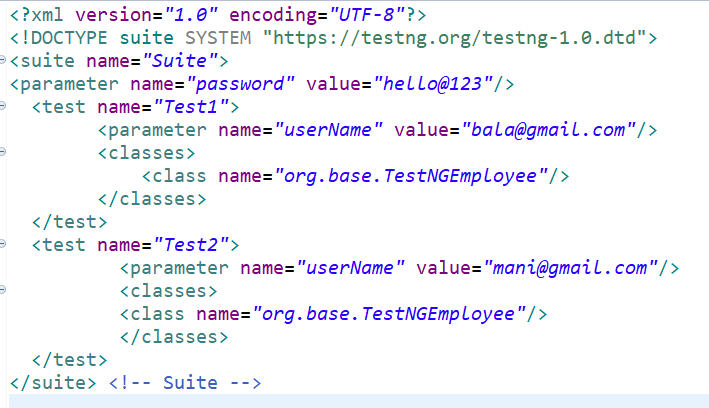 <?xml version="1.0" encoding="UTF-8"?>
<!DOCTYPE suite SYSTEM "https://testng.org/testng-1.0.dtd">
<suite name="Suite">
<parameter name="password" value="hello@123"/>
<test name="Test1">
<parameter name="userName" value="bala@gmail.com"/>
<classes>
<class name="org.base.TestNGEmployee"/>
</classes>
</test>
<test name="Test2">
<parameter name="userName" value="mani@gmail.com"/>
<classes>
<class name="org.base.TestNGEmployee"/>
</classes>
</test>
</suite> <!-- Suite -->